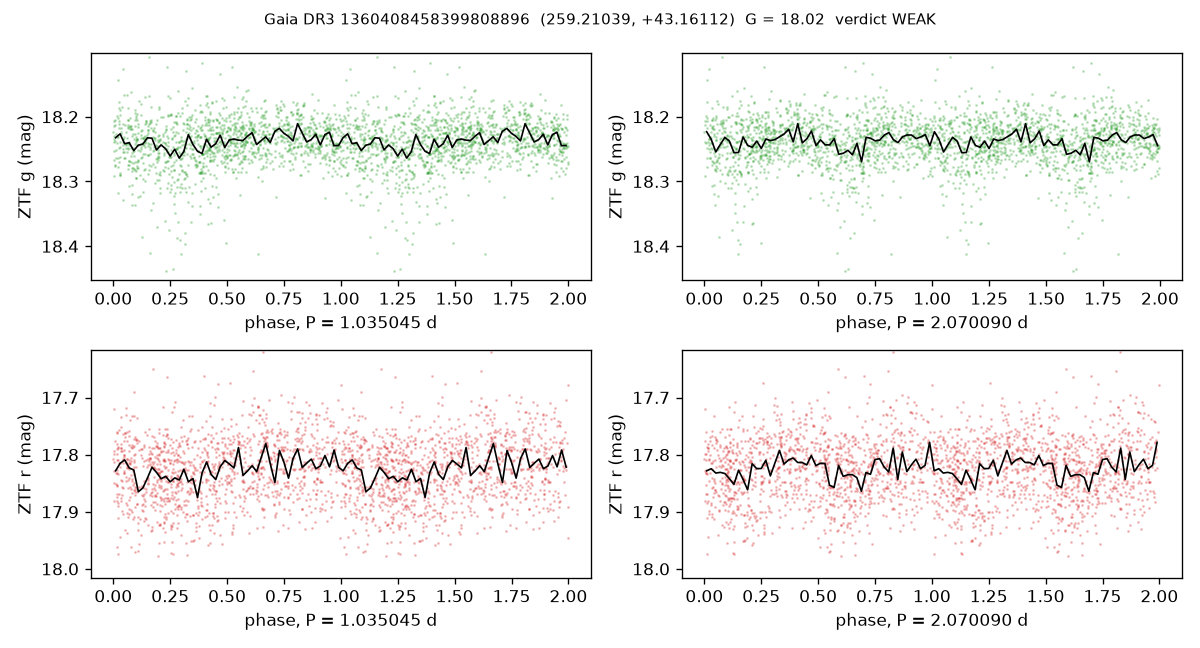 Gaia DR3 1360408458399808896  (259.21039, +43.16112)  G = 18.02  verdict WEAK
ZTF g (mag)
18.2
18.3
18.4
0.00 0.25 0.50 0.75 1.00 1.25 1.50 1.75 2.00
phase, P = 1.035045 d
ZTF g (mag)
18.2
18.3
18.4
0.00 0.25 0.50 0.75 1.00 1.25 1.50 1.75 2.00
phase, P = 2.070090 d
ZTF r (mag)
17.7
17.8
17.9
18.0
0.00 0.25 0.50 0.75 1.00 1.25 1.50 1.75 2.00
phase, P = 1.035045 d
ZTF r (mag)
17.7
17.8
17.9
18.0
0.00 0.25 0.50 0.75 1.00 1.25 1.50 1.75 2.00
phase, P = 2.070090 d